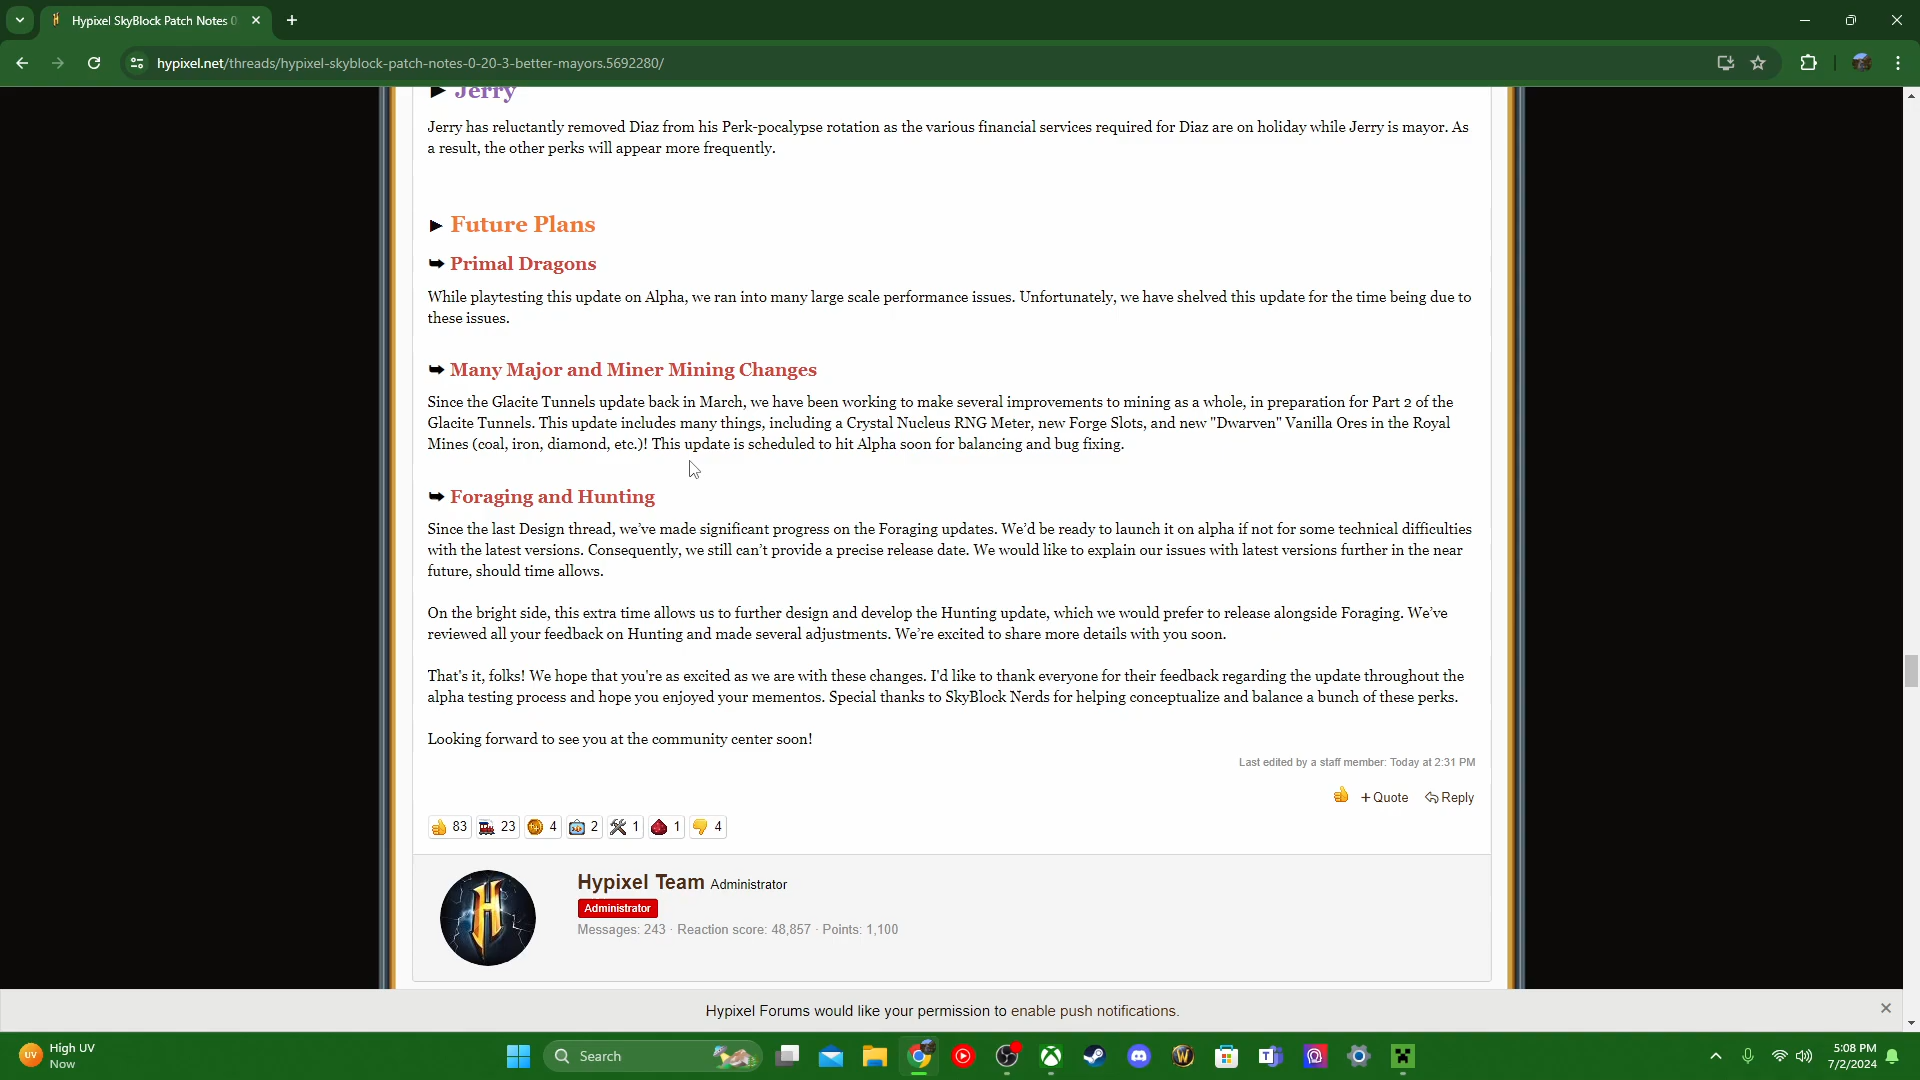 Hypixel SkyBlock Patch Notes 0
hypixel.net/threads/hypixel-skyblock-patch-notes-0-20-3-better-mayors.5692280/
► Jerry
Jerry has reluctantly removed Diaz from his Perk-pocalypse rotation as the various financial services required for Diaz are on holiday while Jerry is mayor. As
a result, the other perks will appear more frequently.
► Future Plans
➥ Primal Dragons
While playtesting this update on Alpha, we ran into many large scale performance issues. Unfortunately, we have shelved this update for the time being due to
these issues.
➥ Many Major and Miner Mining Changes
Since the Glacite Tunnels update back in March, we have been working to make several improvements to mining as a whole, in preparation for Part 2 of the
Glacite Tunnels. This update includes many things, including a Crystal Nucleus RNG Meter, new Forge Slots, and new "Dwarven" Vanilla Ores in the Royal
Mines (coal, iron, diamond, etc.)! This update is scheduled to hit Alpha soon for balancing and bug fixing.
➥ Foraging and Hunting
Since the last Design thread, we’ve made significant progress on the Foraging updates. We’d be ready to launch it on alpha if not for some technical difficulties
with the latest versions. Consequently, we still can’t provide a precise release date. We would like to explain our issues with latest versions further in the near
future, should time allows.
On the bright side, this extra time allows us to further design and develop the Hunting update, which we would prefer to release alongside Foraging. We’ve
reviewed all your feedback on Hunting and made several adjustments. We’re excited to share more details with you soon.
That's it, folks! We hope that you're as excited as we are with these changes. I'd like to thank everyone for their feedback regarding the update throughout the
alpha testing process and hope you enjoyed your mementos. Special thanks to SkyBlock Nerds for helping conceptualize and balance a bunch of these perks.
Looking forward to see you at the community center soon!
Last edited by a staff member: Today at 2:31 PM
+ Quote Reply
83 23 4 2 1 1 4
Hypixel Team Administrator
Administrator
Messages: 243 · Reaction score: 48,857 · Points: 1,100
Hypixel Forums would like your permission to enable push notifications.
UV High UV
Now
Search
5:08 PM
7/2/2024